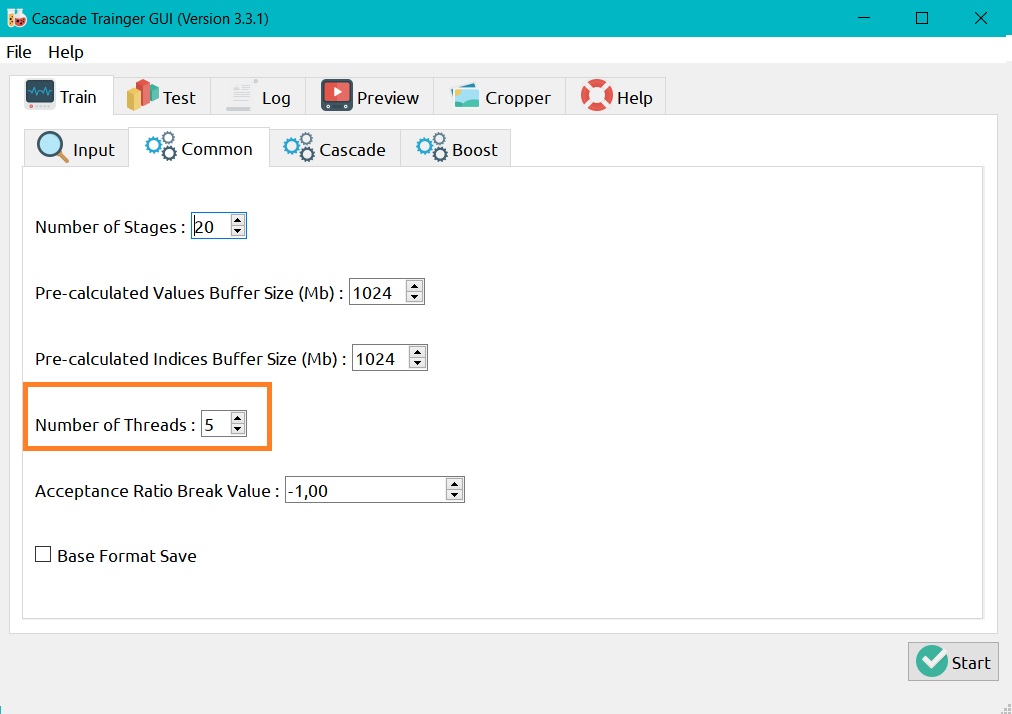 Cascade Trainger GUI (Version 3.3.1)
File Help
Train Test Log Preview Cropper Help
Input Common Cascade Boost
Number of Stages : 20
Pre-calculated Values Buffer Size (Mb) : 1024
Pre-calculated Indices Buffer Size (Mb) : 1024
Number of Threads : 5
Acceptance Ratio Break Value : -1,00
Base Format Save
Start